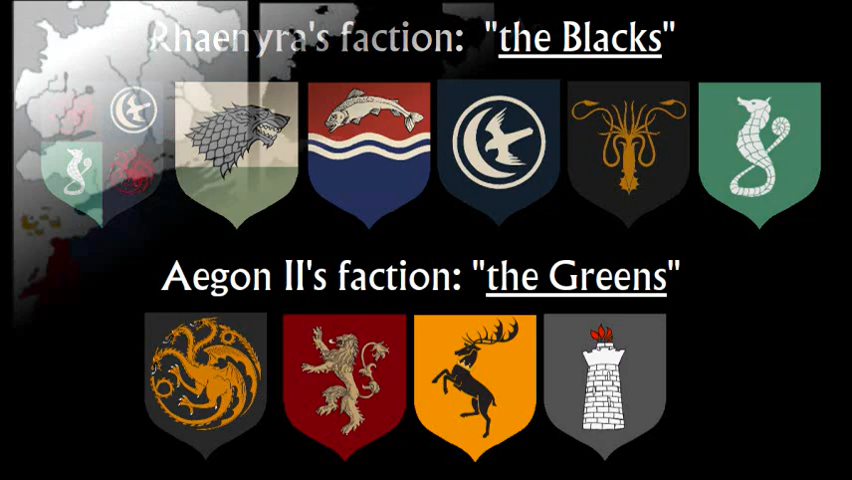 Rhaenyra's faction: "the Blacks"
Aegon II's faction: "the Greens"